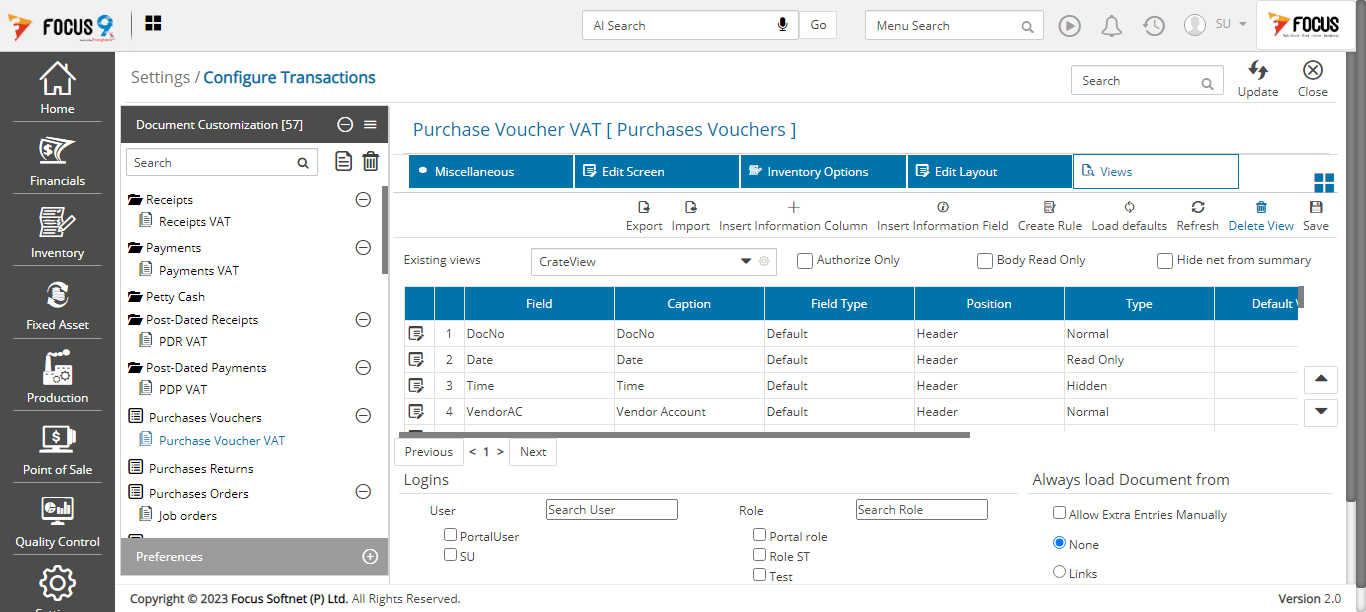 FOCUS 9
AI Search
Go
Menu Search
SU
FOCUS
Home
Financials
Inventory
Fixed Asset
Production
Point of Sale
Quality Control
Settings / Configure Transactions
Search
Update
Close
Document Customization [57]
Search
Receipts
Receipts VAT
Payments
Payments VAT
Petty Cash
Post-Dated Receipts
PDR VAT
Post-Dated Payments
PDP VAT
Purchases Vouchers
Purchase Voucher VAT
Purchases Returns
Purchases Orders
Job orders
Preferences
Purchase Voucher VAT [ Purchases Vouchers ]
Miscellaneous
Edit Screen
Inventory Options
Edit Layout
Views
Export
Import
Insert Information Column
Insert Information Field
Create Rule
Load defaults
Refresh
Delete View
Save
Existing views
CrateView
Authorize Only
Body Read Only
Hide net from summary
Field Caption Field Type Position Type Default
1 DocNo DocNo Default Header Normal
2 Date Date Default Header Read Only
3 Time Time Default Header Hidden
4 VendorAC Vendor Account Default Header Normal
Previous < 1 > Next
Logins
User
Search User
PortalUser
SU
Role
Search Role
Portal role
Role ST
Test
Always load Document from
Allow Extra Entries Manually
None
Links
Copyright © 2023 Focus Softnet (P) Ltd. All Rights Reserved.
Version 2.0